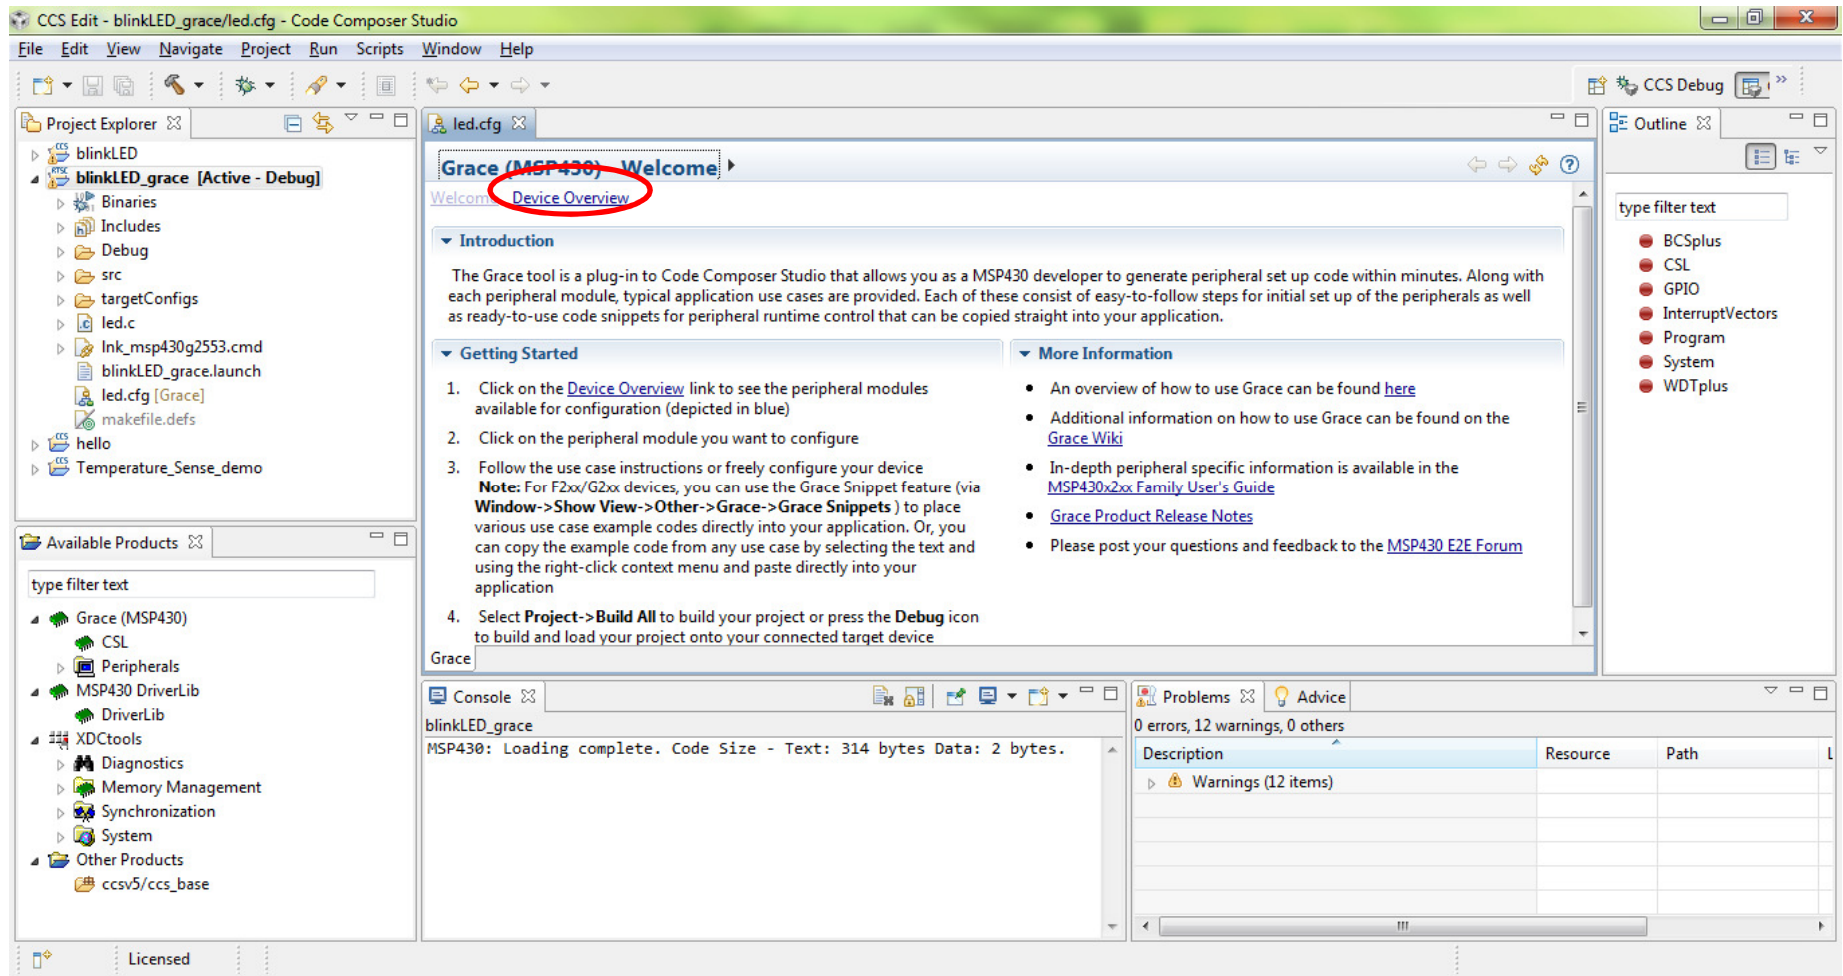 CCS Edit - blinkLED_grace/led.cfg - Code Composer Studio
File Edit View Navigate Project Run Scripts Window Help
CCS Debug
Project Explorer
blinkLED
blinkLED_grace [Active - Debug]
Binaries
Includes
Debug
src
targetConfigs
led.c
lnk_msp430g2553.cmd
blinkLED_grace.launch
led.cfg [Grace]
makefile.defs
hello
Temperature_Sense_demo
Available Products
type filter text
Grace (MSP430)
CSL
Peripherals
MSP430 DriverLib
DriverLib
XDCtools
Diagnostics
Memory Management
Synchronization
System
Other Products
ccsv5/ccs_base
led.cfg
Grace (MSP430) - Welcome
Welcome Device Overview
Introduction
The Grace tool is a plug-in to Code Composer Studio that allows you as a MSP430 developer to generate peripheral set up code within minutes. Along with
each peripheral module, typical application use cases are provided. Each of these consist of easy-to-follow steps for initial set up of the peripherals as well
as ready-to-use code snippets for peripheral runtime control that can be copied straight into your application.
Getting Started
1. Click on the Device Overview link to see the peripheral modules
available for configuration (depicted in blue)
2. Click on the peripheral module you want to configure
3. Follow the use case instructions or freely configure your device
Note: For F2xx/G2xx devices, you can use the Grace Snippet feature (via
Window->Show View->Other->Grace->Grace Snippets ) to place
various use case example codes directly into your application. Or, you
can copy the example code from any use case by selecting the text and
using the right-click context menu and paste directly into your
application
4. Select Project->Build All to build your project or press the Debug icon
to build and load your project onto your connected target device
More Information
• An overview of how to use Grace can be found here
• Additional information on how to use Grace can be found on the
Grace Wiki
• In-depth peripheral specific information is available in the
MSP430x2xx Family User's Guide
• Grace Product Release Notes
• Please post your questions and feedback to the MSP430 E2E Forum
Grace
Outline
type filter text
BCSplus
CSL
GPIO
InterruptVectors
Program
System
WDTplus
Console
blinkLED_grace
MSP430: Loading complete. Code Size - Text: 314 bytes Data: 2 bytes.
Problems Advice
0 errors, 12 warnings, 0 others
Description Resource Path L
Warnings (12 items)
Licensed